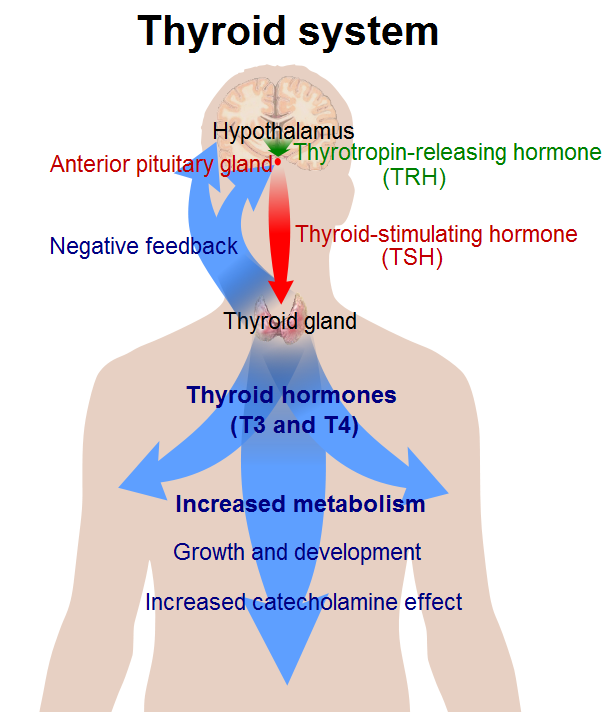 Thyroid system
Hypothalamus
Thyrotropin-releasing hormone
(TRH)
Anterior pituitary gland
Thyroid-stimulating hormone
(TSH)
Negative feedback
Thyroid gland
Thyroid hormones
(T3 and T4)
Increased metabolism
Growth and development
Increased catecholamine effect